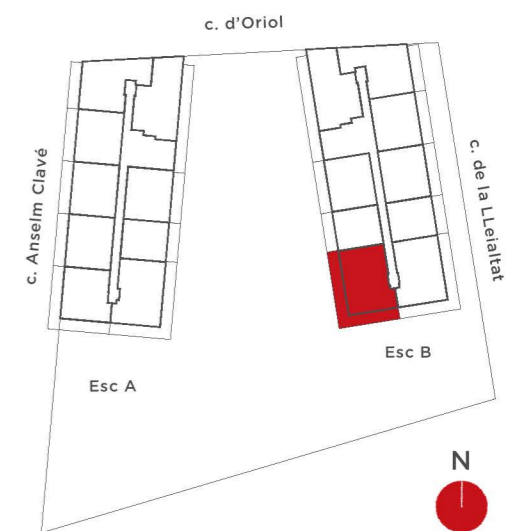 c. d'Oriol
c. Anselm Clavé
c. de la LLeialtat
Esc B
Esc A
N